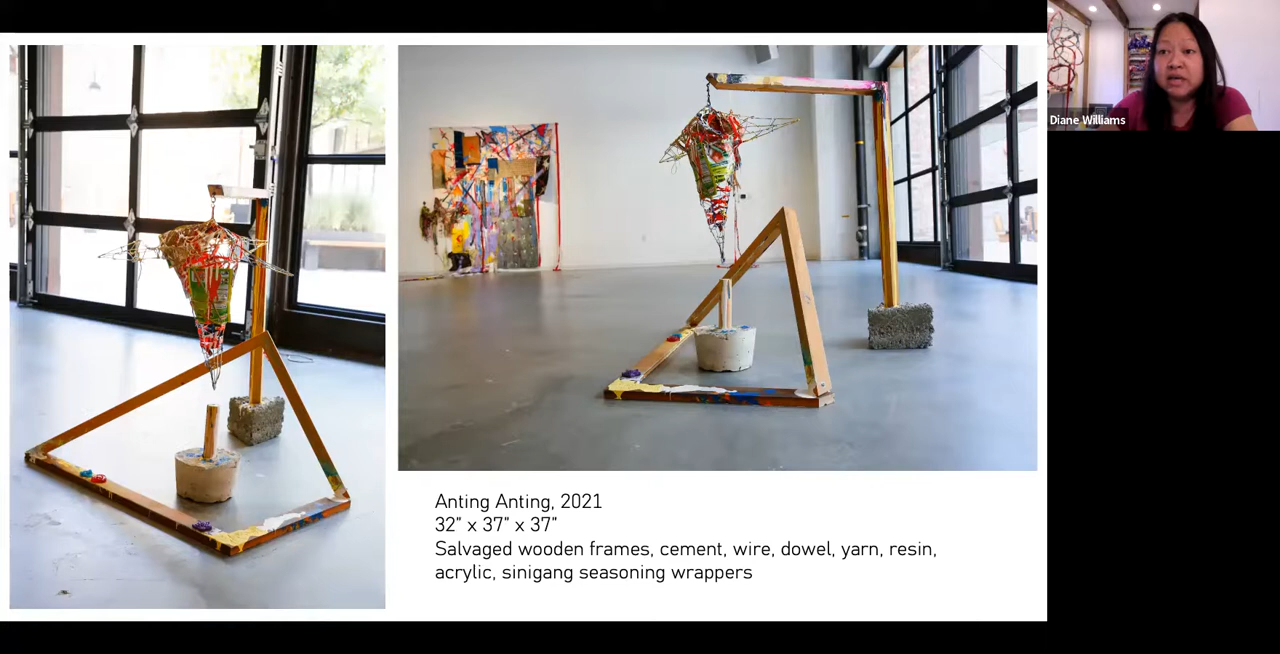 Diane Williams
Anting Anting, 2021
32” x 37” x 37”
Salvaged wooden frames, cement, wire, dowel, yarn, resin,
acrylic, sinigang seasoning wrappers